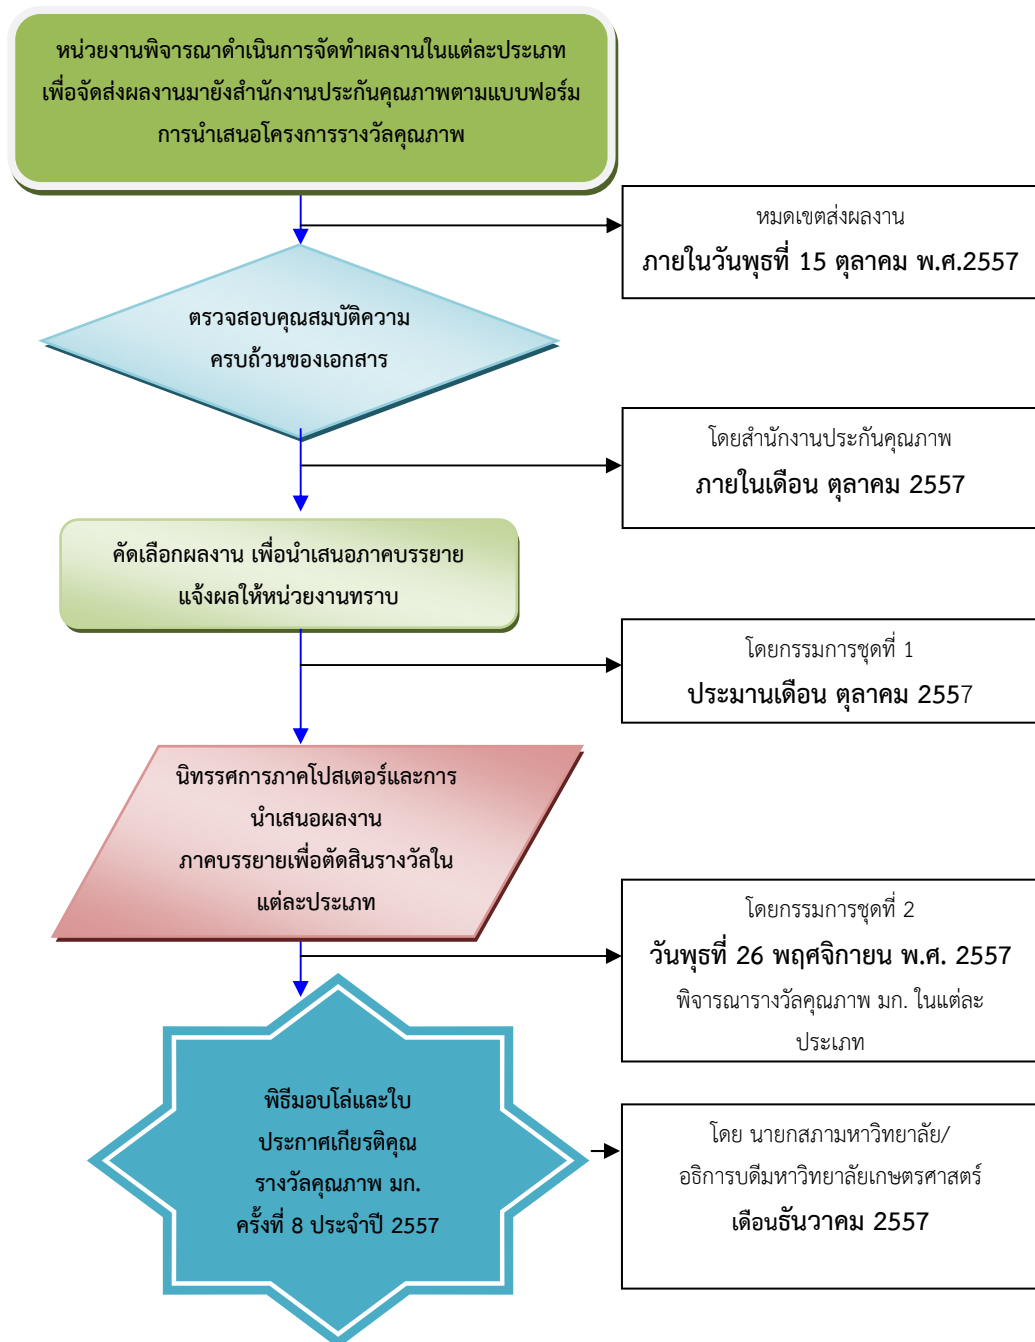 หน่วยงานพิจารณาดำเนินการจัดทำผลงานในแต่ละประเภท
เพื่อจัดส่งผลงานมายังสำนักงานประกันคุณภาพตามแบบฟอร์ม
การนำเสนอโครงการรางวัลคุณภาพ
หมดเขตส่งผลงาน
ภายในวันพุธที่ 15 ตุลาคม พ.ศ.2557
ตรวจสอบคุณสมบัติความ
ครบถ้วนของเอกสาร
โดยสำนักงานประกันคุณภาพ
ภายในเดือน ตุลาคม 2557
คัดเลือกผลงาน เพื่อนำเสนอภาคบรรยาย
แจ้งผลให้หน่วยงานทราบ
โดยกรรมการชุดที่ 1
ประมานเดือน ตุลาคม 2557
นิทรรศการภาคโปสเตอร์และการ
นำเสนอผลงาน
ภาคบรรยายเพื่อตัดสินรางวัลใน
แต่ละประเภท
โดยกรรมการชุดที่ 2
วันพุธที่ 26 พฤศจิกายน พ.ศ. 2557
พิจารณารางวัลคุณภาพ มก. ในแต่ละ
ประเภท
พิธีมอบโล่และใบ
ประกาศเกียรติคุณ
รางวัลคุณภาพ มก.
ครั้งที่ 8 ประจำปี 2557
โดย นายกสภามหาวิทยาลัย/
อธิการบดีมหาวิทยาลัยเกษตรศาสตร์
เดือนธันวาคม 2557